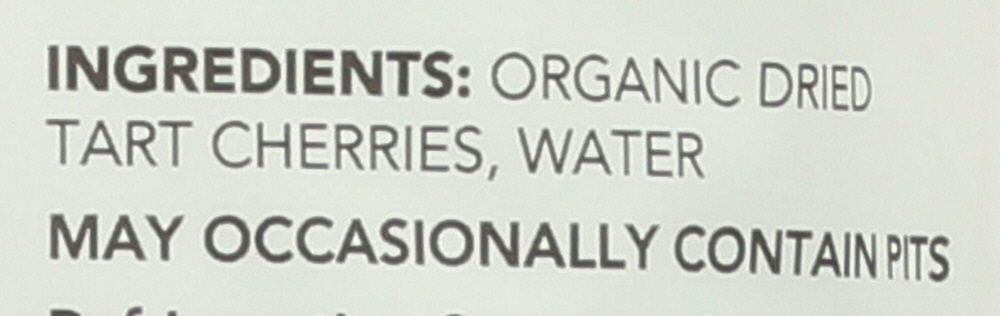 INGREDIENTS: ORGANIC DRIED
TART CHERRIES, WATER
MAY OCCASIONALLY CONTAIN PITS